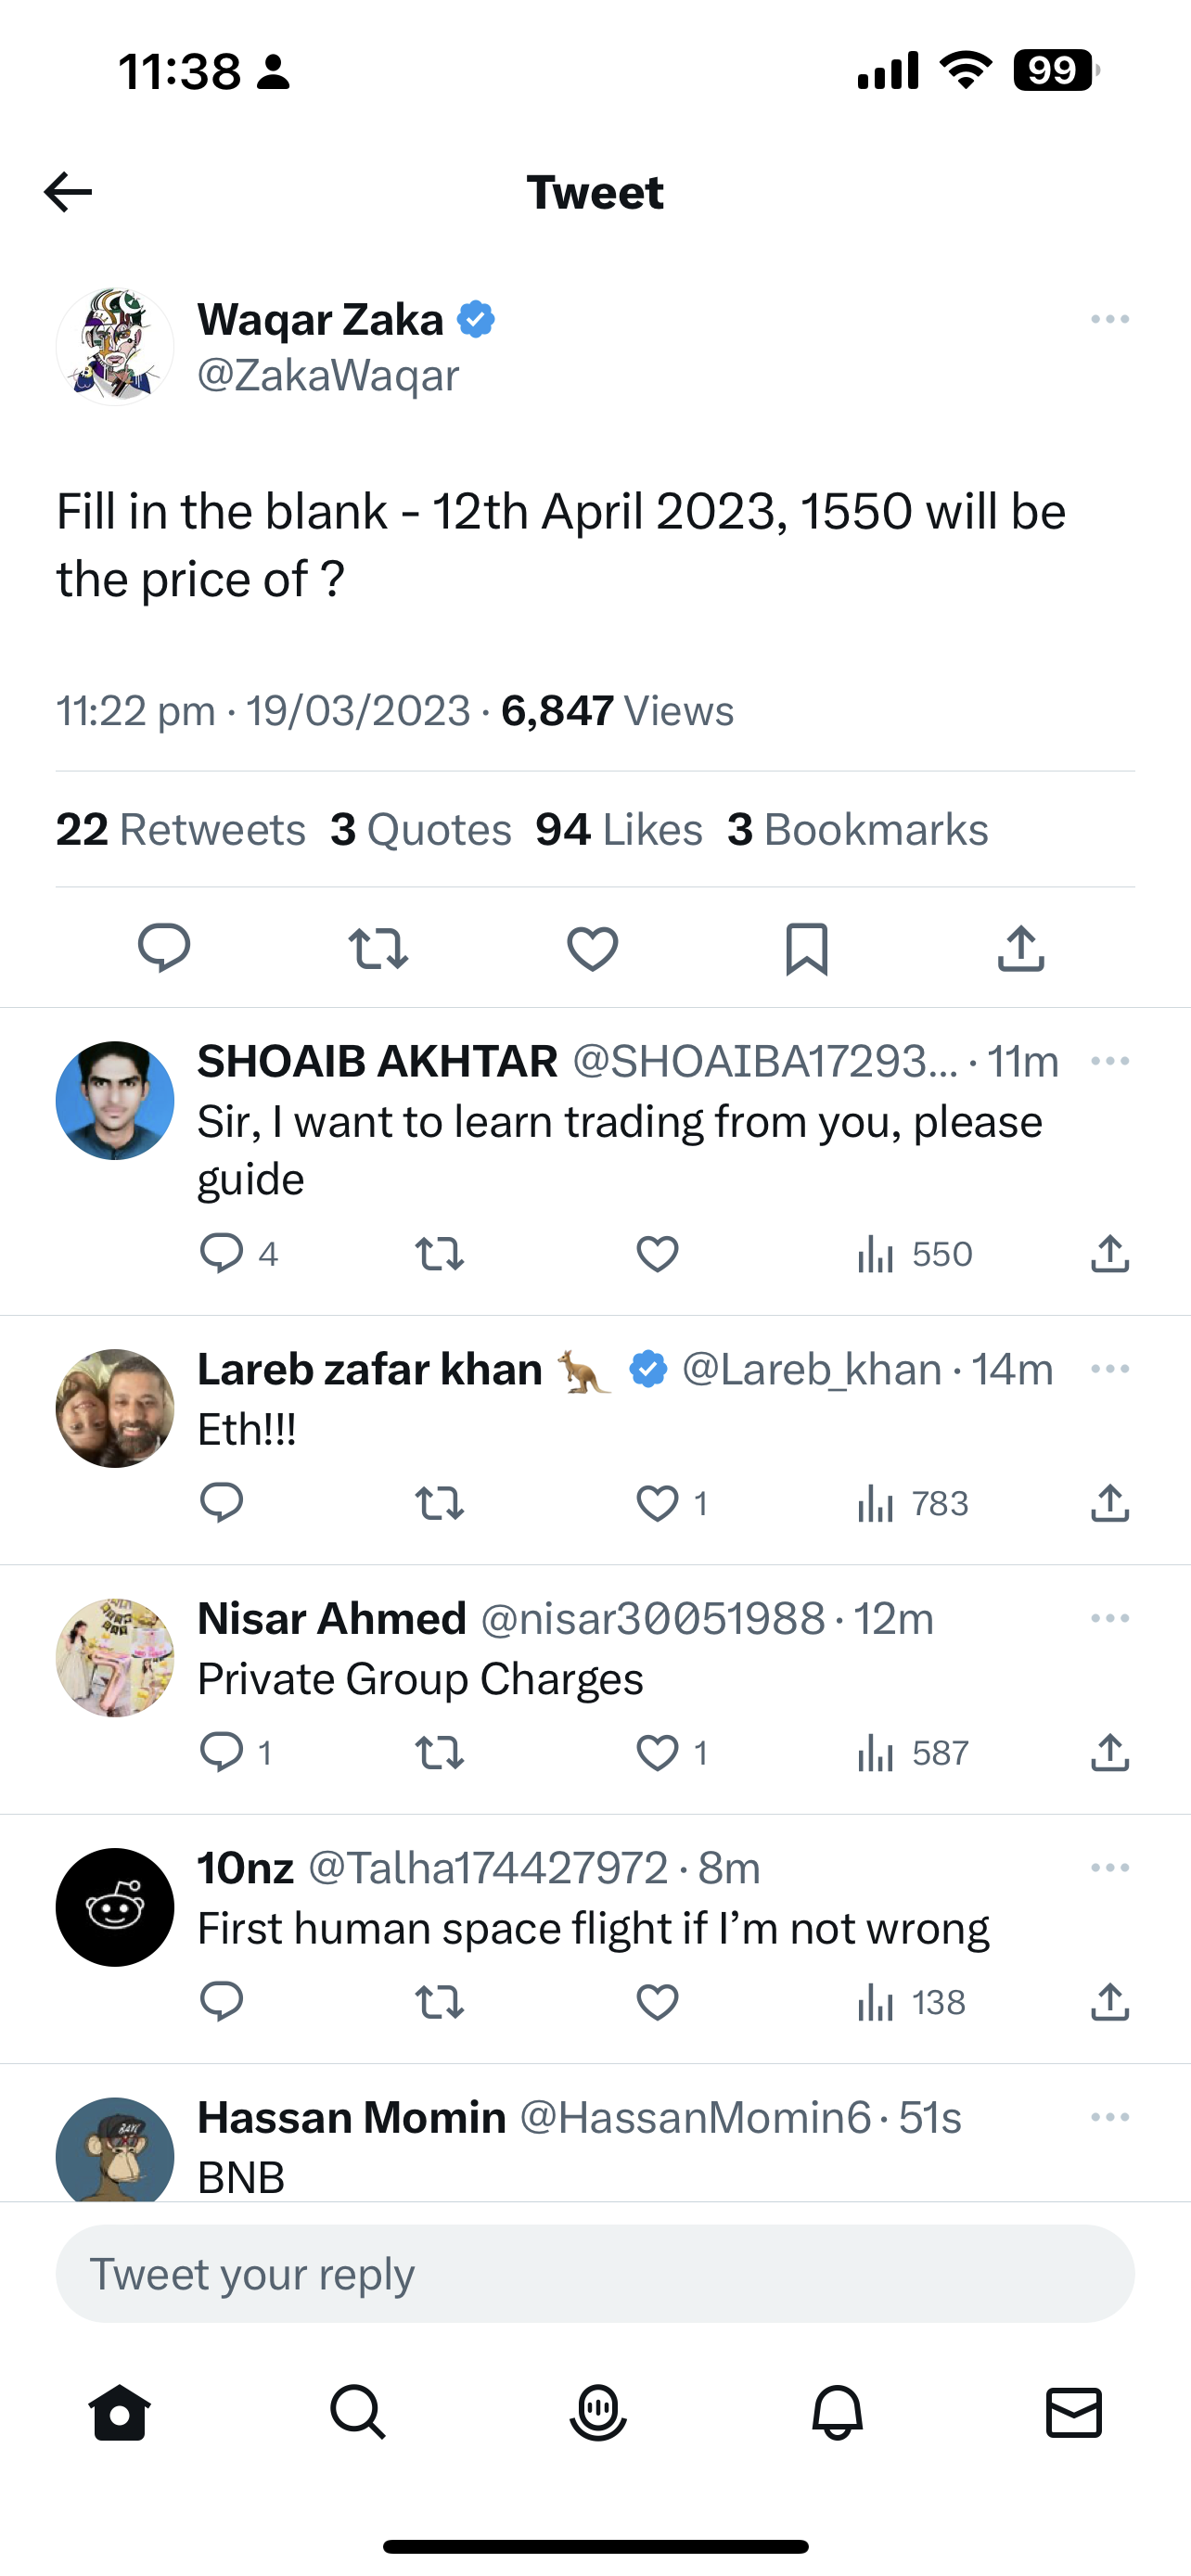 11:38
99
Tweet
Waqar Zaka
@ZakaWaqar
Fill in the blank - 12th April 2023, 1550 will be
the price of ?
11:22 pm · 19/03/2023 · 6,847 Views
22 Retweets 3 Quotes 94 Likes 3 Bookmarks
SHOAIB AKHTAR @SHOAIBA17293... · 11m
Sir, I want to learn trading from you, please
guide
4 550
Lareb zafar khan 🦘 @Lareb_khan · 14m
Eth!!!
1 783
Nisar Ahmed @nisar30051988 · 12m
Private Group Charges
1 1 587
10nz @Talha174427972 · 8m
First human space flight if I’m not wrong
138
Hassan Momin @HassanMomin6 · 51s
BNB
Tweet your reply